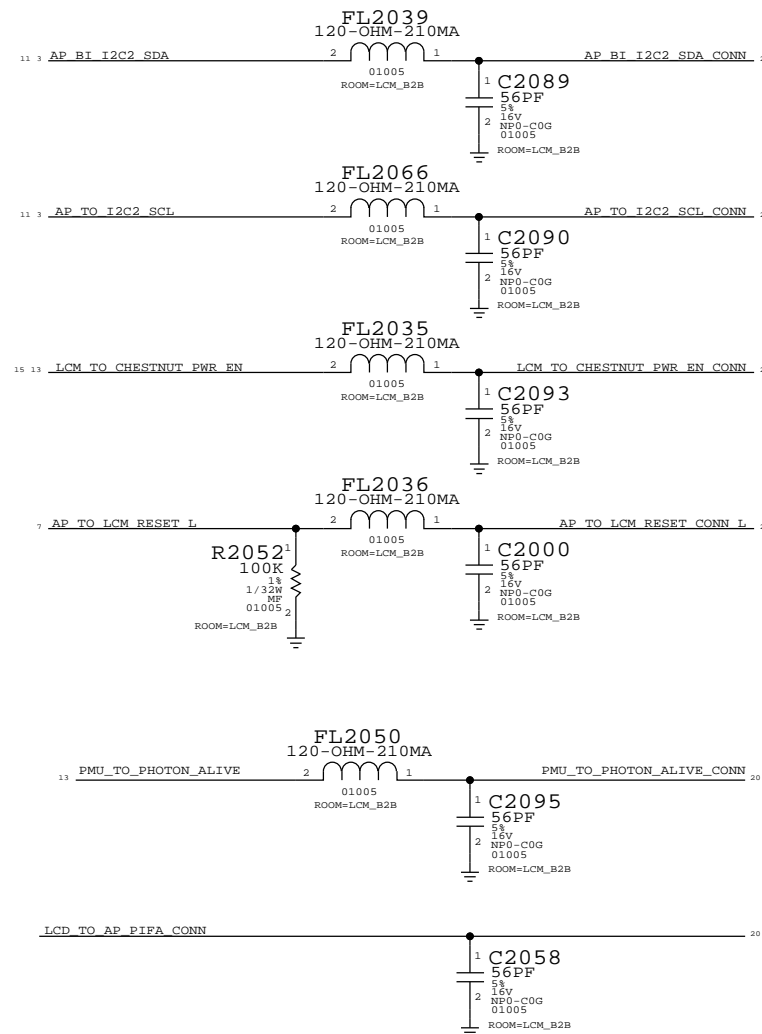 FL2039
120-OHM-210MA
11 3 AP_BI_I2C2_SDA 2 1 AP_BI_I2C2_SDA_CONN 2
01005
ROOM=LCM_B2B
1 C2089
56PF
5%
16V
2 NP0-C0G
01005
ROOM=LCM_B2B
FL2066
120-OHM-210MA
11 3 AP_TO_I2C2_SCL 2 1 AP_TO_I2C2_SCL_CONN 2
01005
ROOM=LCM_B2B
1 C2090
56PF
5%
16V
2 NP0-C0G
01005
ROOM=LCM_B2B
FL2035
120-OHM-210MA
15 13 LCM_TO_CHESTNUT_PWR_EN 2 1 LCM_TO_CHESTNUT_PWR_EN_CONN 2
01005
ROOM=LCM_B2B
1 C2093
56PF
5%
16V
2 NP0-C0G
01005
ROOM=LCM_B2B
FL2036
120-OHM-210MA
7 AP_TO_LCM_RESET_L 2 1 AP_TO_LCM_RESET_CONN_L 2
01005
ROOM=LCM_B2B
R2052 1
100K
1%
1/32W
MF
01005 2
ROOM=LCM_B2B
1 C2000
56PF
5%
16V
2 NP0-C0G
01005
ROOM=LCM_B2B
FL2050
120-OHM-210MA
13 PMU_TO_PHOTON_ALIVE 2 1 PMU_TO_PHOTON_ALIVE_CONN 20
01005
ROOM=LCM_B2B
1 C2095
56PF
5%
16V
2 NP0-C0G
01005
ROOM=LCM_B2B
LCD_TO_AP_PIFA_CONN 20
1 C2058
56PF
5%
16V
2 NP0-C0G
01005
ROOM=LCM_B2B